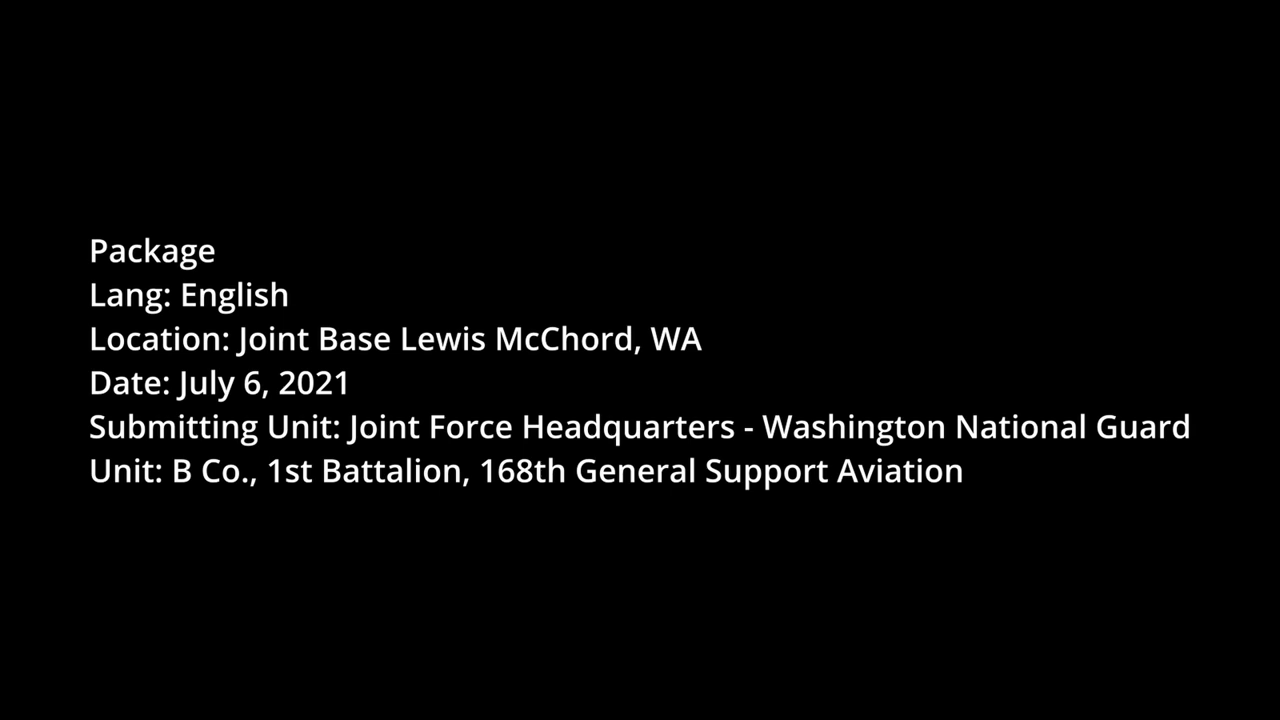 Package
Lang: English
Location: Joint Base Lewis McChord, WA
Date: July 6, 2021
Submitting Unit: Joint Force Headquarters - Washington National Guard
Unit: B Co., 1st Battalion, 168th General Support Aviation